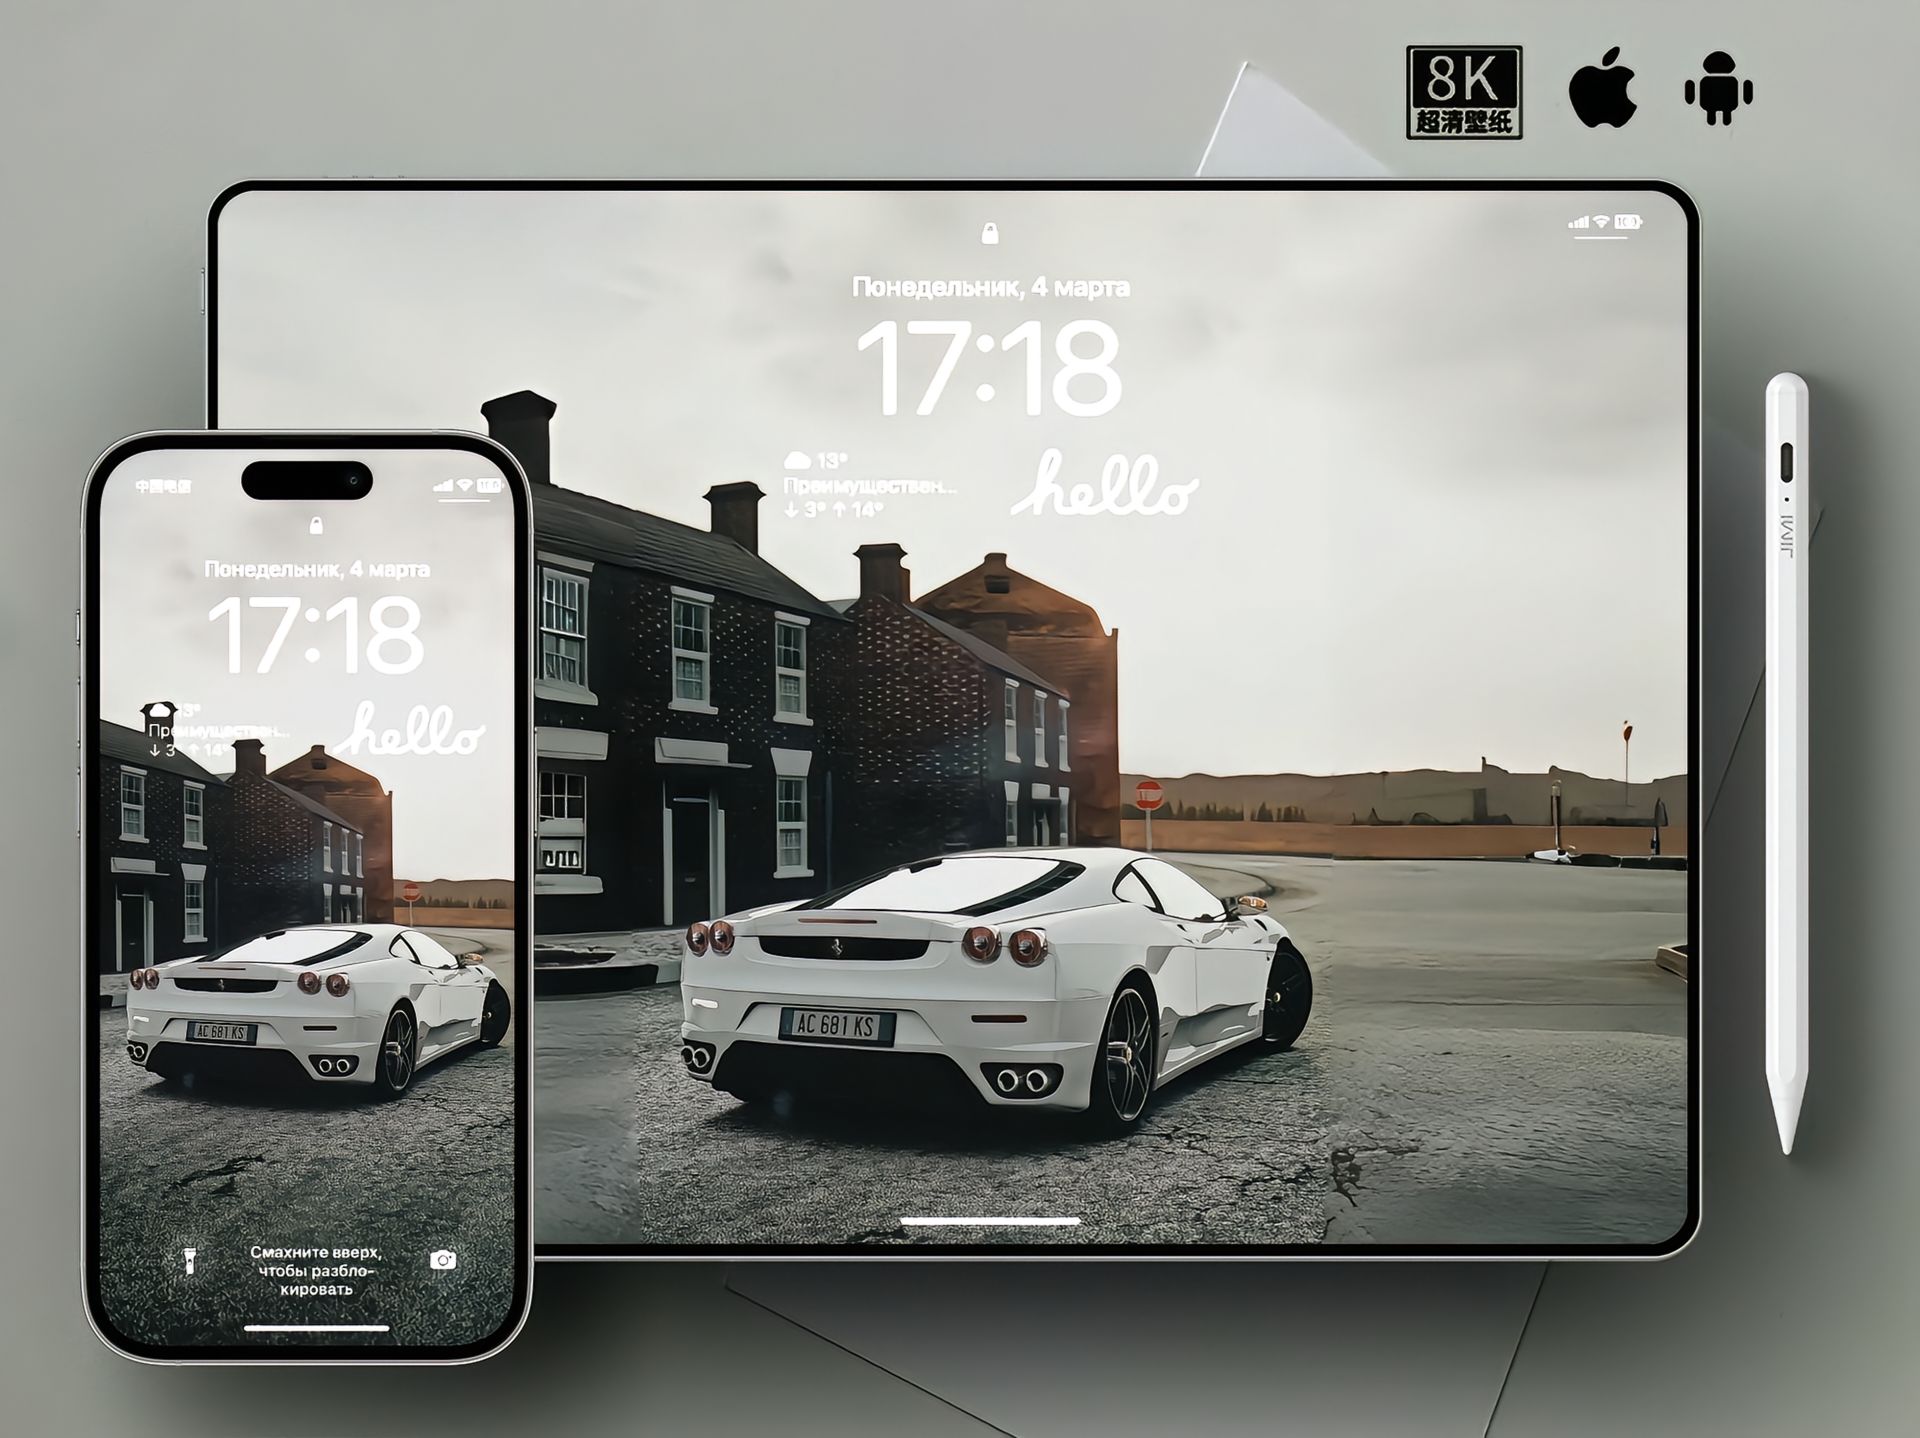 8K
超清壁纸
Понедельник, 4 марта
17:18
13°
Преимуществен...
↓ 3° ↑ 14°
hello
AC 681 KS
中国电信
Понедельник, 4 марта
17:18
13°
Преимуществен...
↓ 3° ↑ 14°
hello
AC 681 KS
Смахните вверх,
чтобы разбло-
кировать